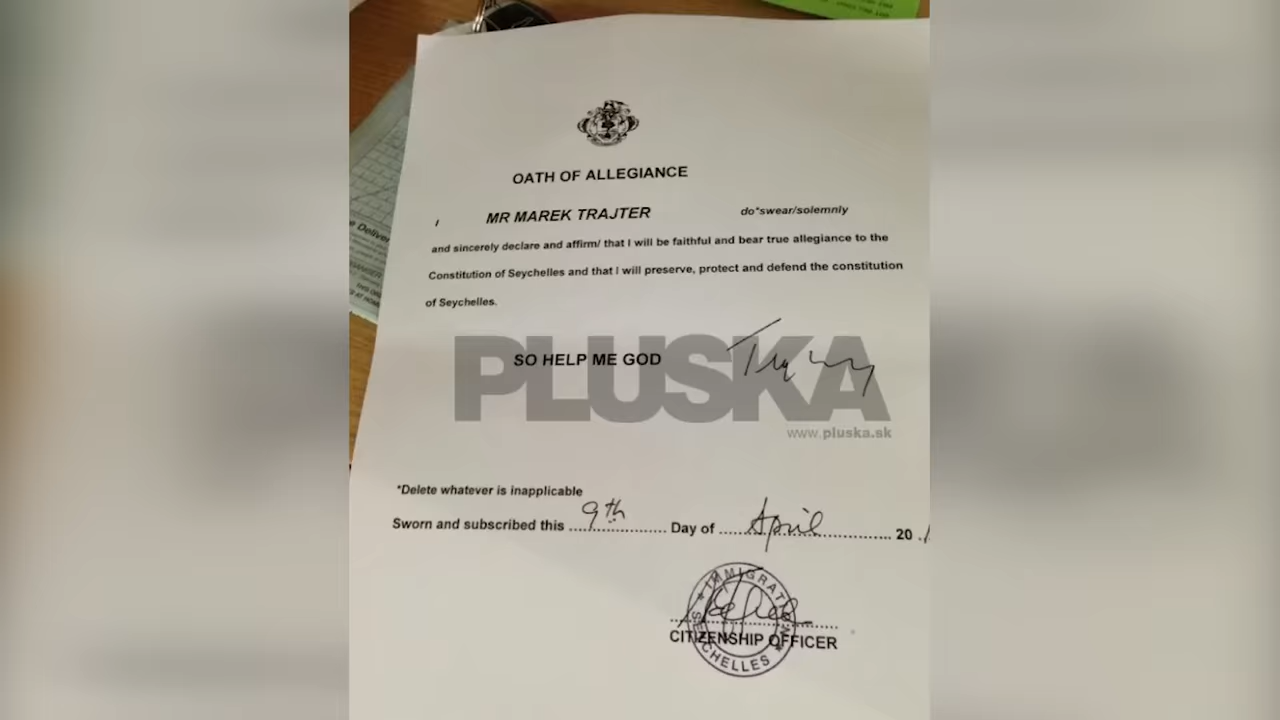 OATH OF ALLEGIANCE
I MR MAREK TRAJTER do*swear/solemnly
and sincerely declare and affirm/ that I will be faithful and bear true allegiance to the
Constitution of Seychelles and that I will preserve, protect and defend the constitution
of Seychelles.
SO HELP ME GOD
PLUSKA
www.pluska.sk
*Delete whatever is inapplicable
Sworn and subscribed this 9th Day of April 20
IMMIGRATION
SEYCHELLES
CITIZENSHIP OFFICER